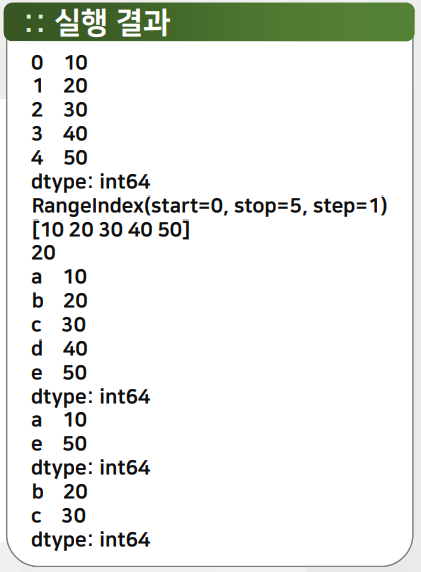 :: 실행 결과
0 10
1 20
2 30
3 40
4 50
dtype: int64
RangeIndex(start=0, stop=5, step=1)
[10 20 30 40 50]
20
a 10
b 20
c 30
d 40
e 50
dtype: int64
a 10
e 50
dtype: int64
b 20
c 30
dtype: int64